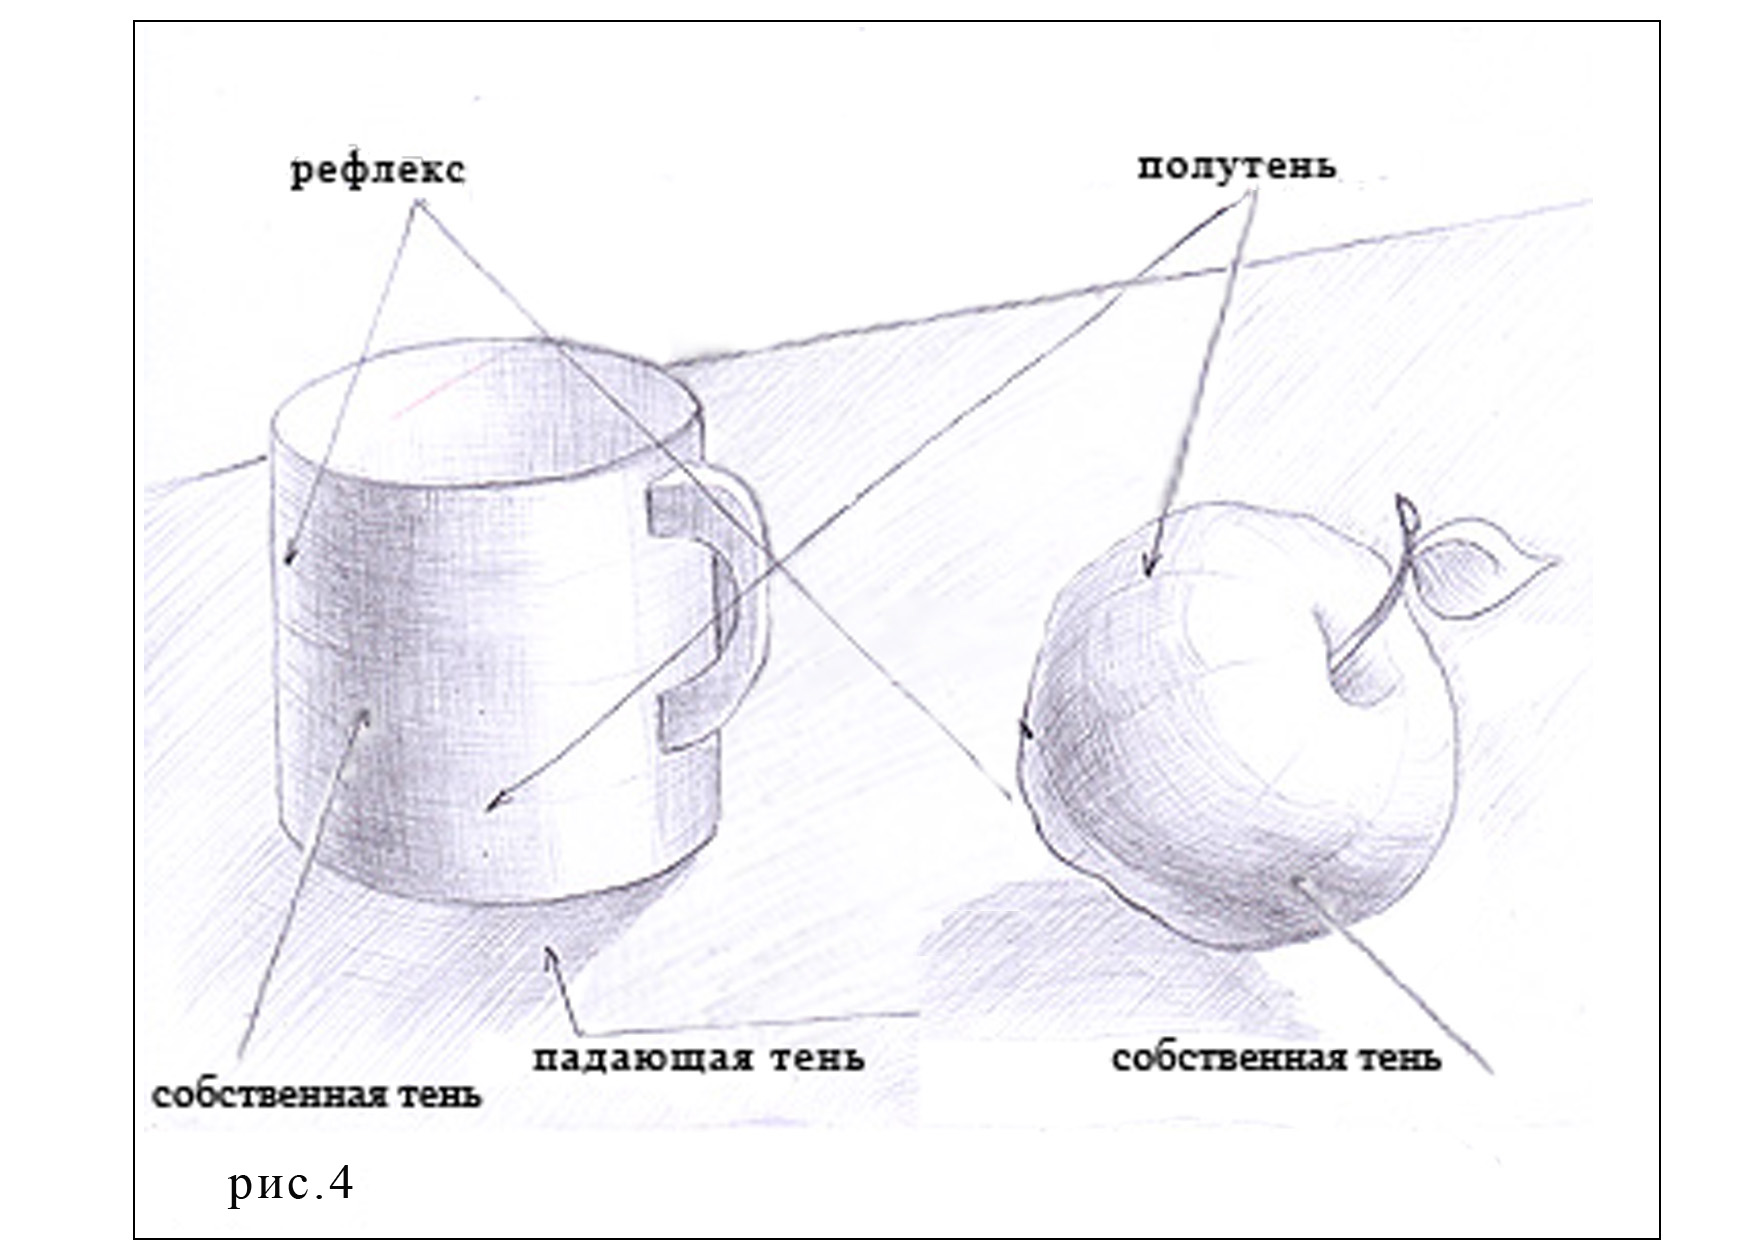 рефлекс
полутень
падающая тень
собственная тень
собственная тень
рис.4